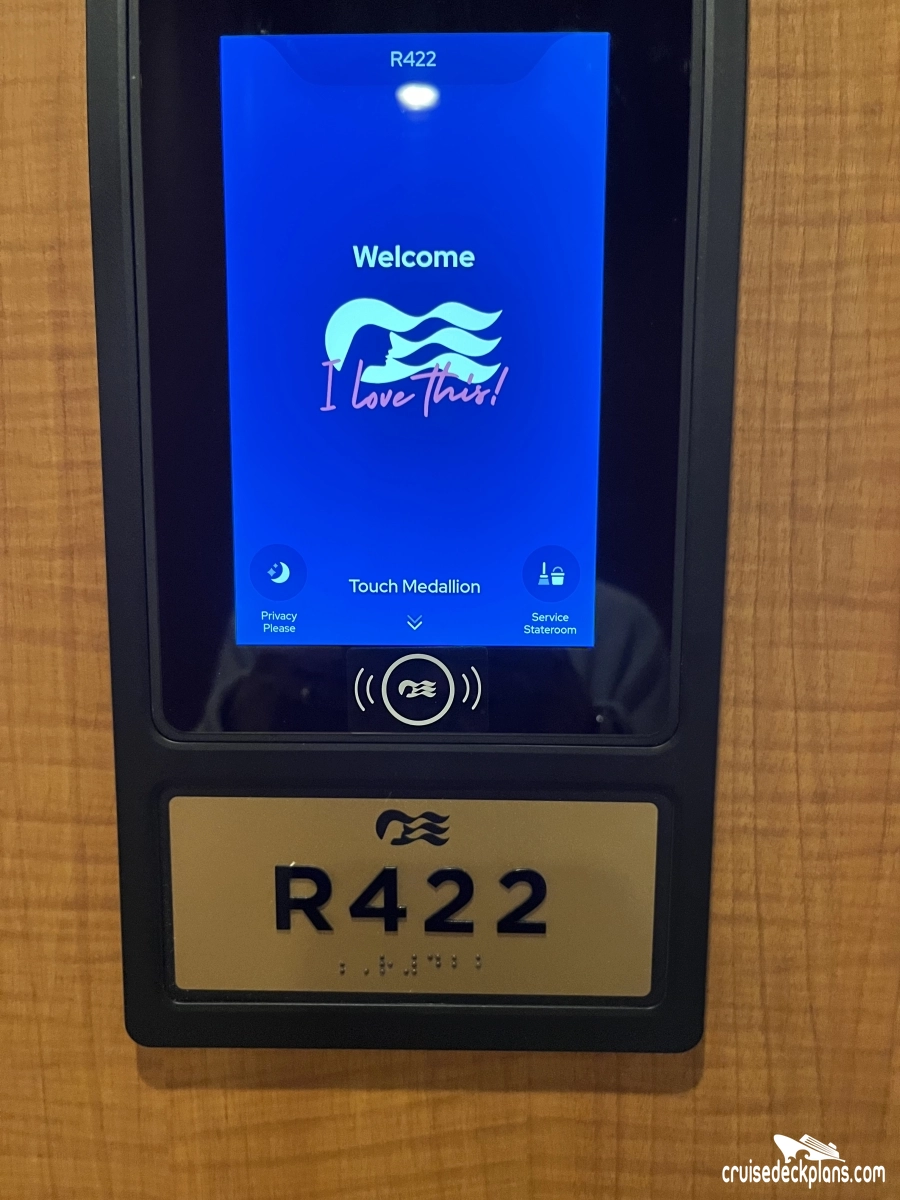 R422
Welcome
I love this!
Touch Medallion
Privacy
Please
Service
Stateroom
R422
cruisedeckplans.com